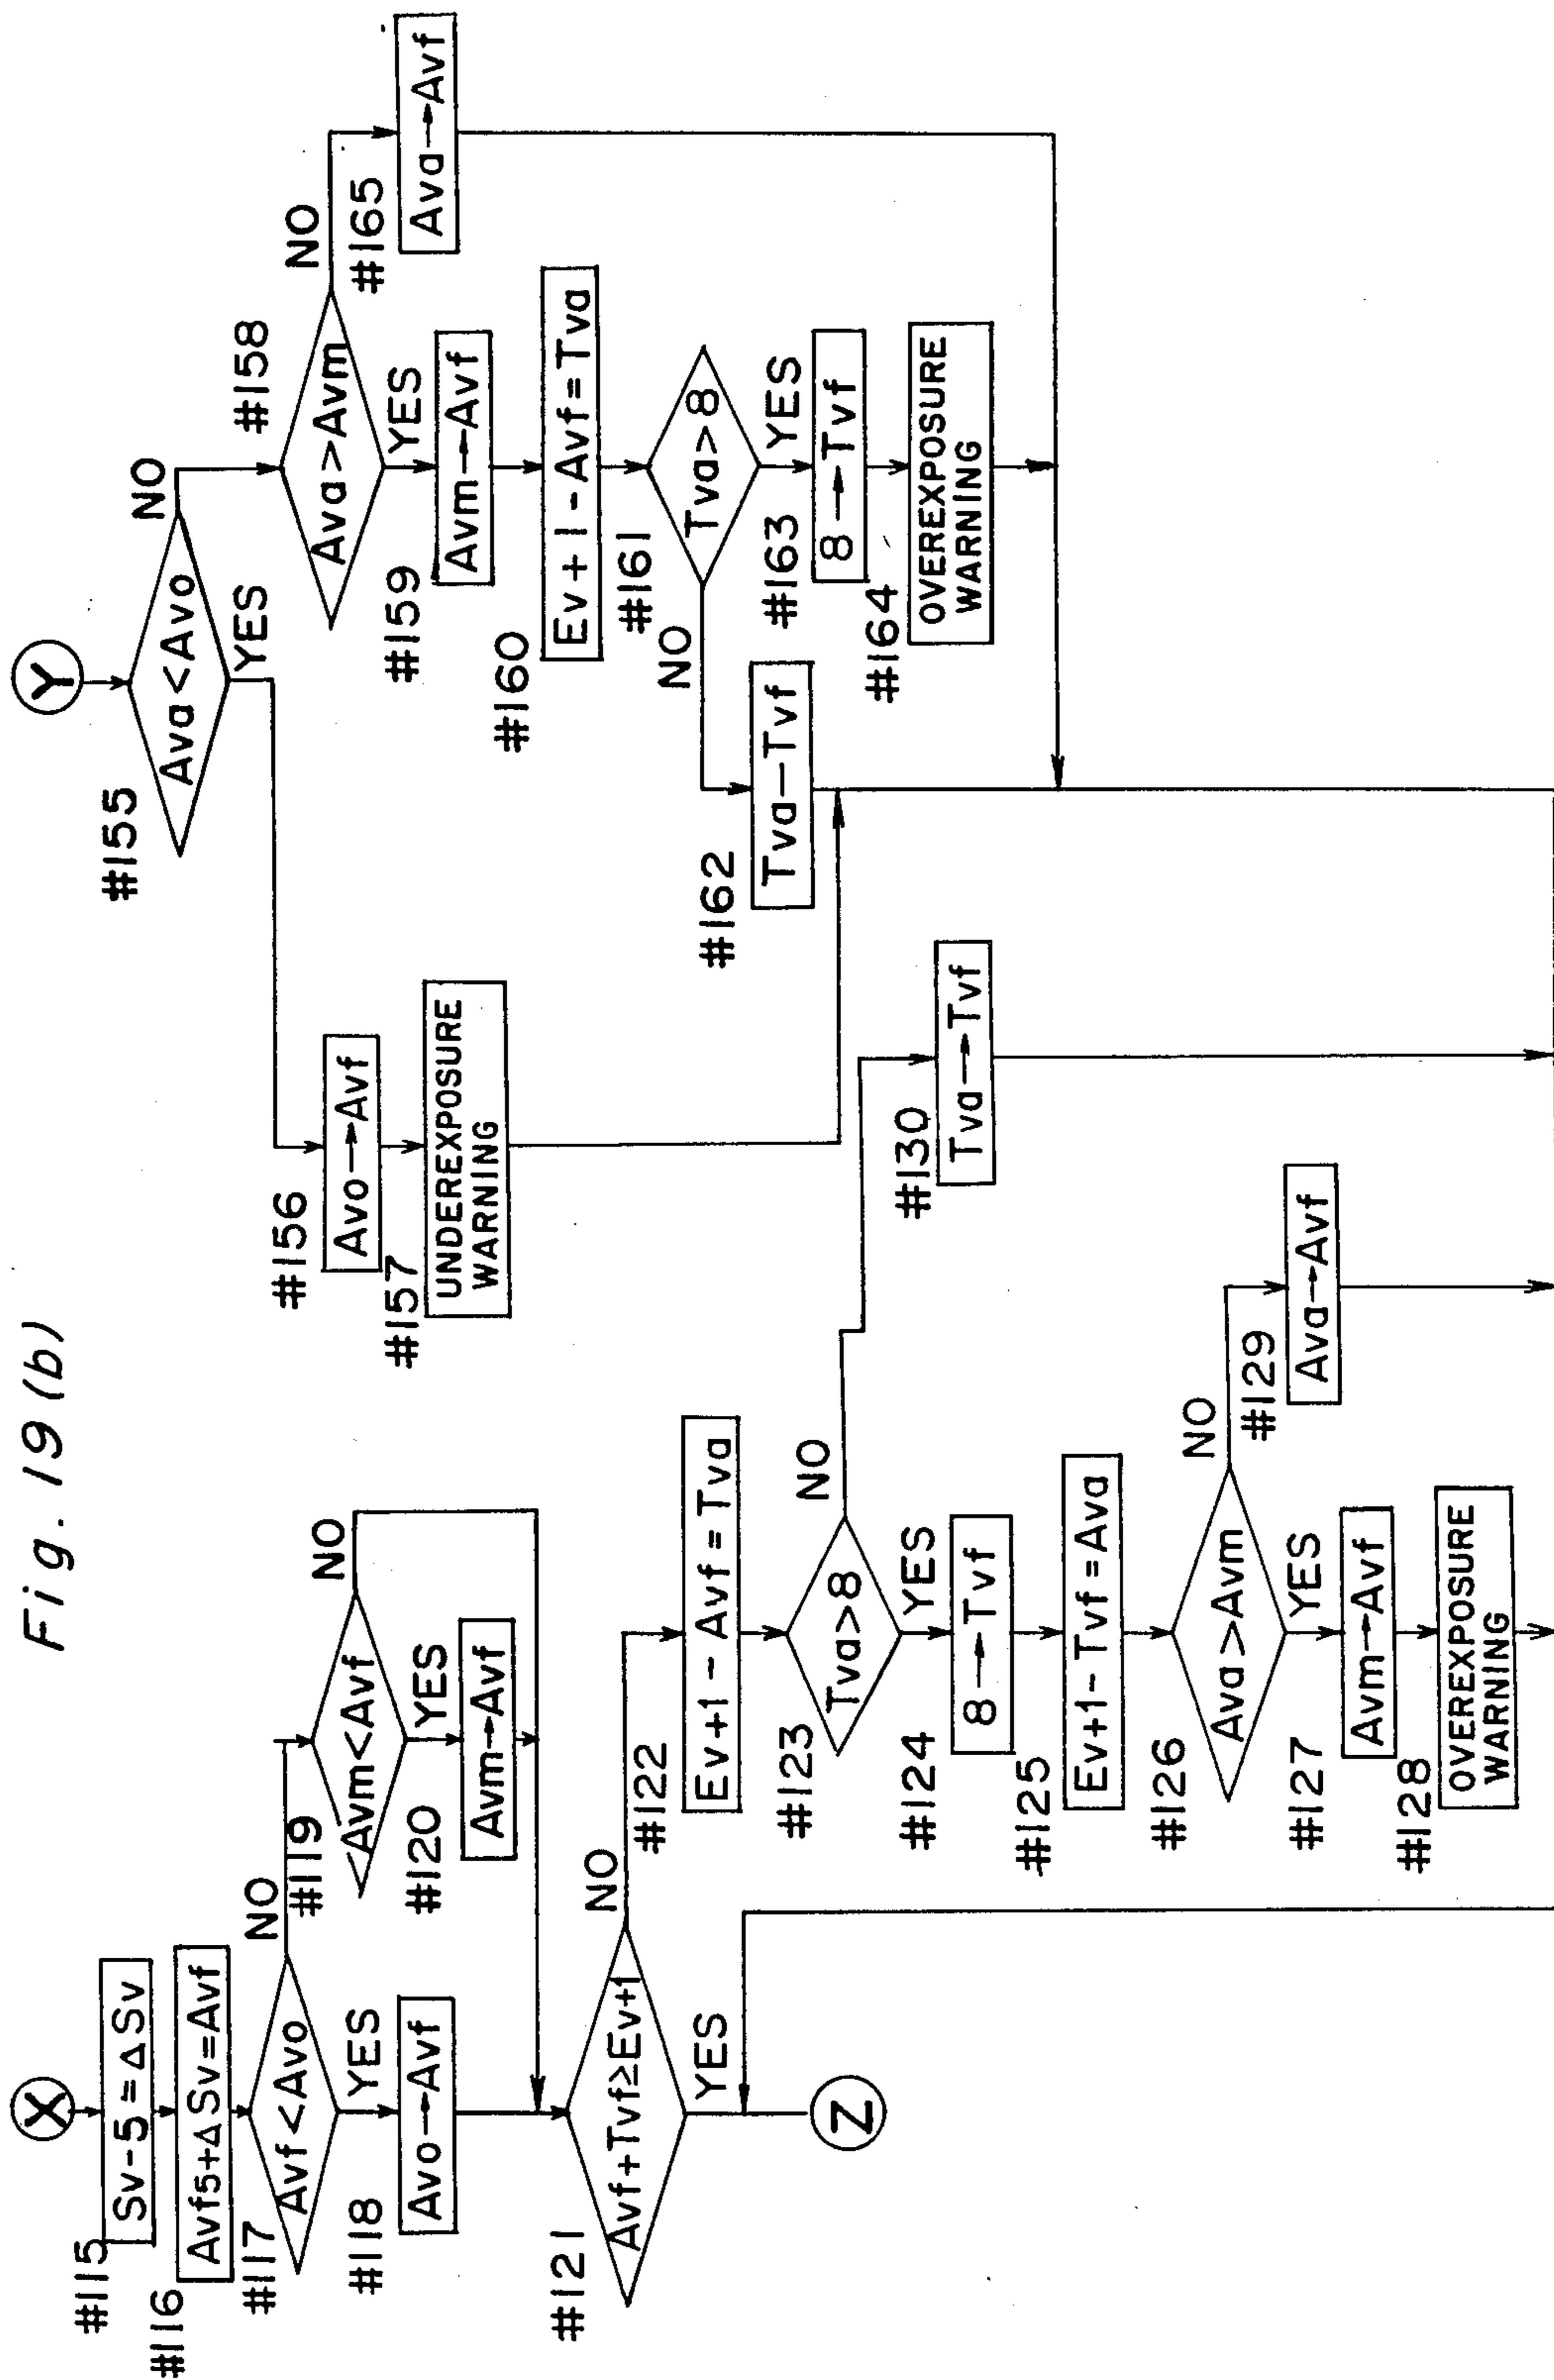 Fig. 19(b)
X
#115
Sv-5=ΔSv
#116
Avf5+ΔSv=Avf
#117
Avf<Avo
NO
YES
#118
Avo→Avf
#119
Avm<Avf
NO
YES
#120
Avm→Avf
#121
Avf+Tvf≥Ev+1
NO
YES
Z
#122
Ev+1-Avf=Tva
#123
Tva>8
NO
YES
#124
8→Tvf
#125
Ev+1-Tvf=Ava
#126
Ava>Avm
NO
YES
#127
Avm→Avf
#128
OVEREXPOSURE
WARNING
#129
Ava→Avf
#130
Tva→Tvf
Y
#155
Ava<Avo
NO
YES
#156
Avo→Avf
#157
UNDEREXPOSURE
WARNING
#158
Ava>Avm
NO
YES
#159
Avm→Avf
#160
Ev+1-Avf=Tva
#161
Tva>8
NO
YES
#162
Tva-Tvf
#163
8→Tvf
#164
OVEREXPOSURE
WARNING
#165
Ava→Avf